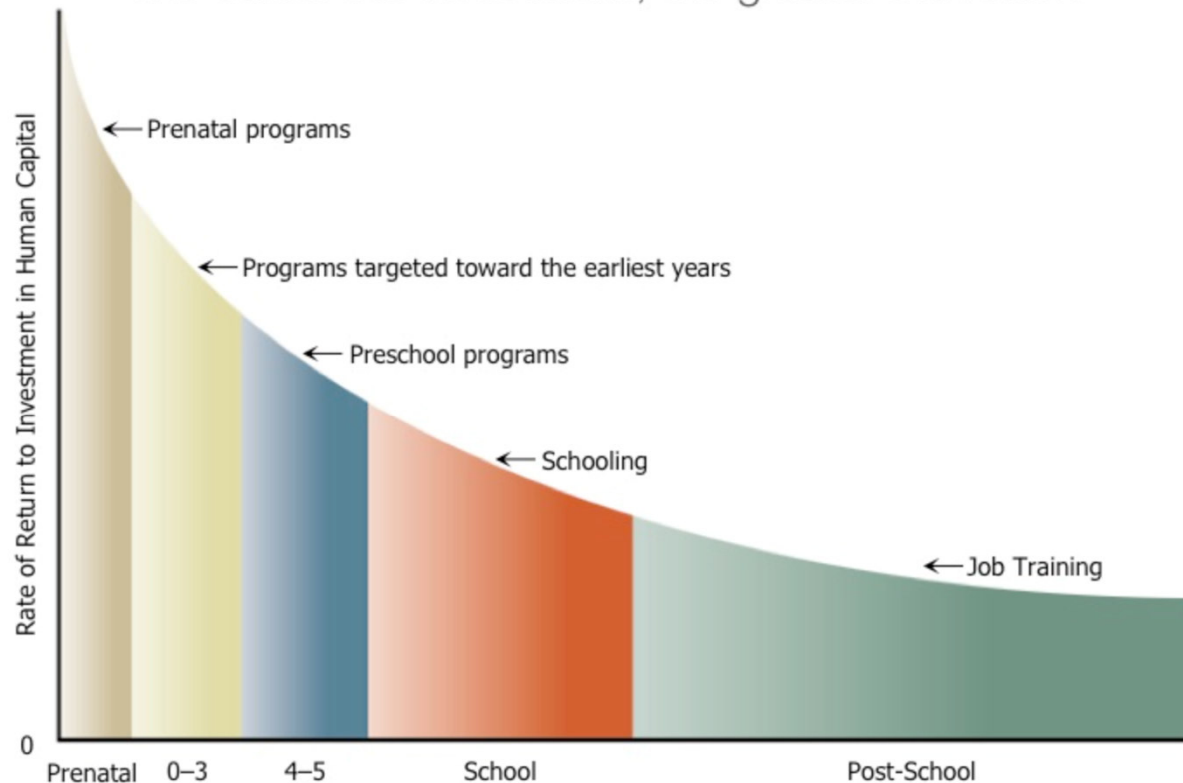 Prenatal programs
Programs targeted toward the earliest years
Preschool programs
Schooling
Job Training
Rate of Return to Investment in Human Capital
0
Prenatal 0–3 4–5 School Post-School